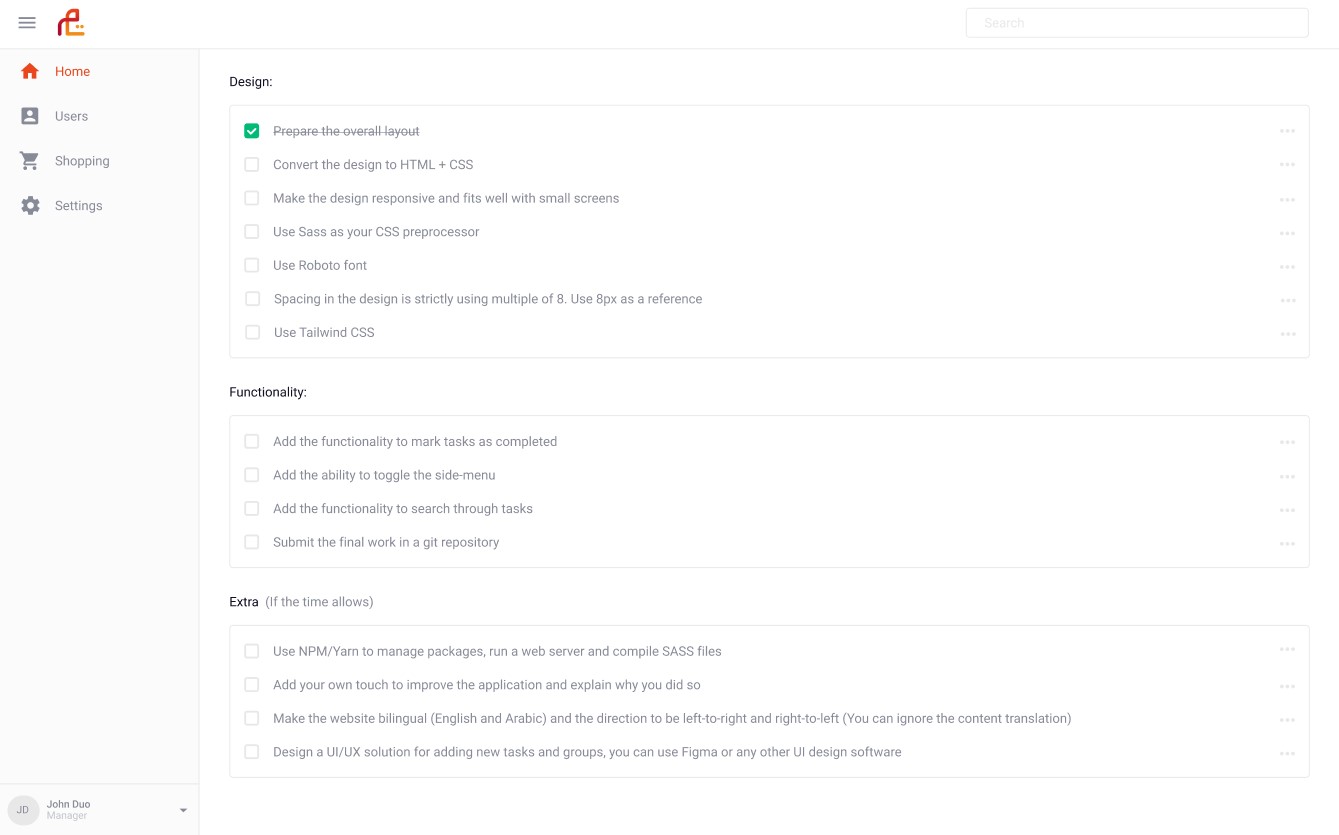 Search
Home
Users
Shopping
Settings
Design:
Prepare the overall layout
Convert the design to HTML + CSS
Make the design responsive and fits well with small screens
Use Sass as your CSS preprocessor
Use Roboto font
Spacing in the design is strictly using multiple of 8. Use 8px as a reference
Use Tailwind CSS
Functionality:
Add the functionality to mark tasks as completed
Add the ability to toggle the side-menu
Add the functionality to search through tasks
Submit the final work in a git repository
Extra (If the time allows)
Use NPM/Yarn to manage packages, run a web server and compile SASS files
Add your own touch to improve the application and explain why you did so
Make the website bilingual (English and Arabic) and the direction to be left-to-right and right-to-left (You can ignore the content translation)
Design a UI/UX solution for adding new tasks and groups, you can use Figma or any other UI design software
JD
John Duo
Manager